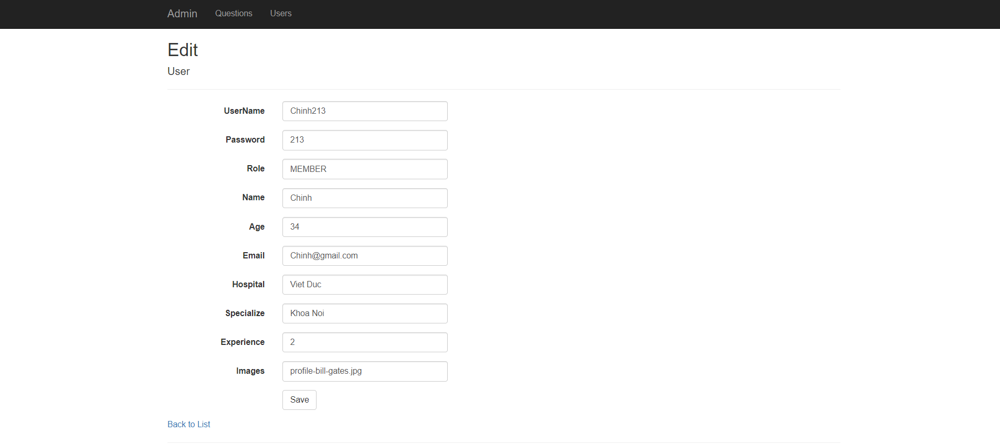 Admin Questions Users
Edit
User
UserName Chinh213
Password 213
Role MEMBER
Name Chinh
Age 34
Email Chinh@gmail.com
Hospital Viet Duc
Specialize Khoa Noi
Experience 2
Images profile-bill-gates.jpg
Save
Back to List